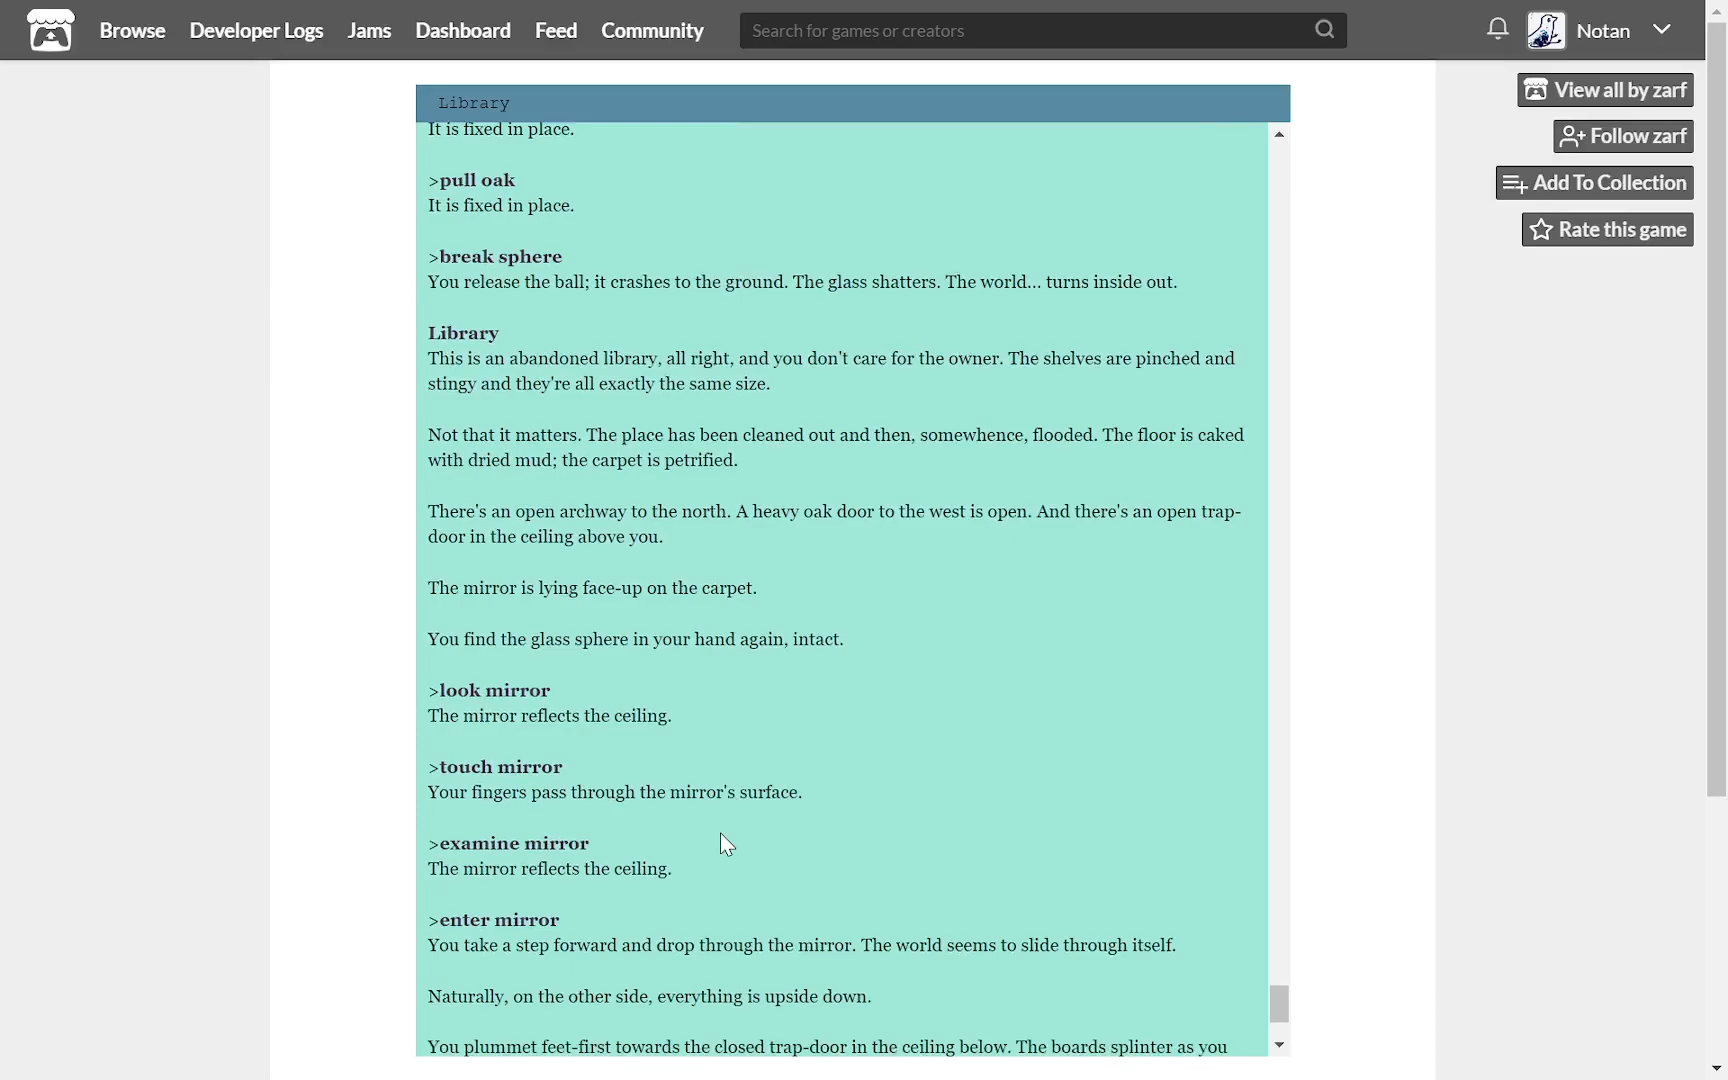 Browse Developer Logs Jams Dashboard Feed Community Search for games or creators Notan
View all by zarf
Follow zarf
Add To Collection
Rate this game
Library
It is fixed in place.
>pull oak
It is fixed in place.
>break sphere
You release the ball; it crashes to the ground. The glass shatters. The world... turns inside out.
Library
This is an abandoned library, all right, and you don't care for the owner. The shelves are pinched and
stingy and they're all exactly the same size.
Not that it matters. The place has been cleaned out and then, somewhence, flooded. The floor is caked
with dried mud; the carpet is petrified.
There's an open archway to the north. A heavy oak door to the west is open. And there's an open trap-
door in the ceiling above you.
The mirror is lying face-up on the carpet.
You find the glass sphere in your hand again, intact.
>look mirror
The mirror reflects the ceiling.
>touch mirror
Your fingers pass through the mirror's surface.
>examine mirror
The mirror reflects the ceiling.
>enter mirror
You take a step forward and drop through the mirror. The world seems to slide through itself.
Naturally, on the other side, everything is upside down.
You plummet feet-first towards the closed trap-door in the ceiling below. The boards splinter as you